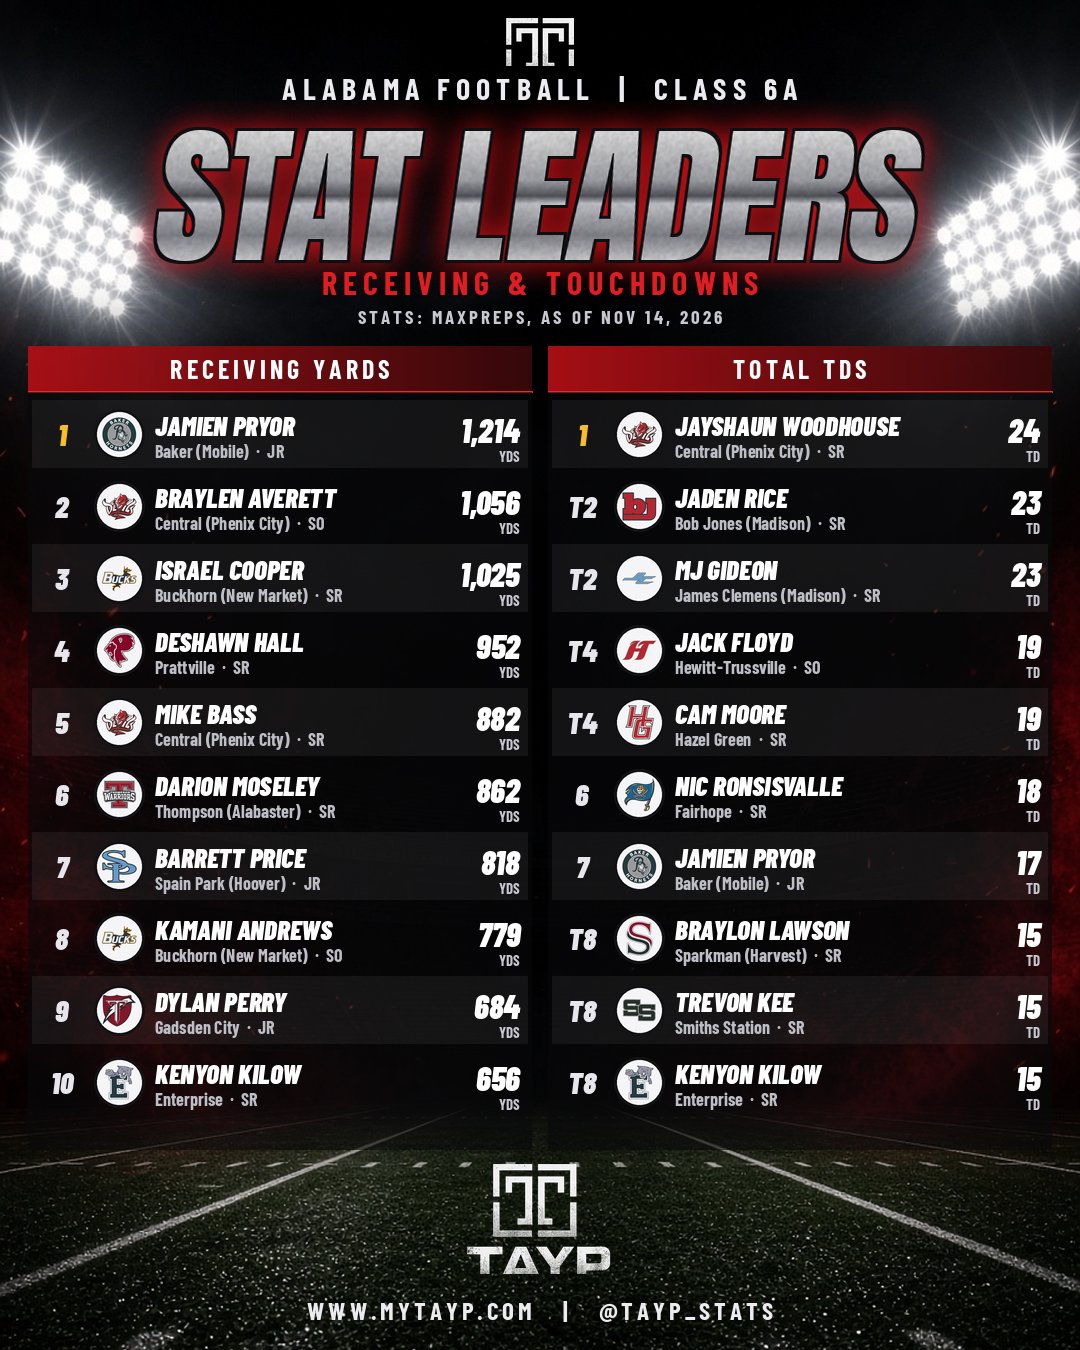 ALABAMA FOOTBALL | CLASS 6A
STAT LEADERS
RECEIVING & TOUCHDOWNS
STATS: MAXPREPS, AS OF NOV 14, 2026
RECEIVING YARDS
1 JAMIEN PRYOR 1,214
Baker (Mobile) · JR YDS
2 BRAYLEN AVERETT 1,056
Central (Phenix City) · SO YDS
3 ISRAEL COOPER 1,025
Buckhorn (New Market) · SR YDS
4 DESHAWN HALL 952
Prattville · SR YDS
5 MIKE BASS 882
Central (Phenix City) · SR YDS
6 DARION MOSELEY 862
Thompson (Alabaster) · SR YDS
7 BARRETT PRICE 818
Spain Park (Hoover) · JR YDS
8 KAMANI ANDREWS 779
Buckhorn (New Market) · SO YDS
9 DYLAN PERRY 684
Gadsden City · JR YDS
10 KENYON KILOW 656
Enterprise · SR YDS
TOTAL TDS
1 JAYSHAUN WOODHOUSE 24
Central (Phenix City) · SR TD
T2 JADEN RICE 23
Bob Jones (Madison) · SR TD
T2 MJ GIDEON 23
James Clemens (Madison) · SR TD
T4 JACK FLOYD 19
Hewitt-Trussville · SO TD
T4 CAM MOORE 19
Hazel Green · SR TD
6 NIC RONSISVALLE 18
Fairhope · SR TD
7 JAMIEN PRYOR 17
Baker (Mobile) · JR TD
T8 BRAYLON LAWSON 15
Sparkman (Harvest) · SR TD
T8 TREVON KEE 15
Smiths Station · SR TD
T8 KENYON KILOW 15
Enterprise · SR TD
TAYP
WWW.MYTAYP.COM | @TAYP_STATS